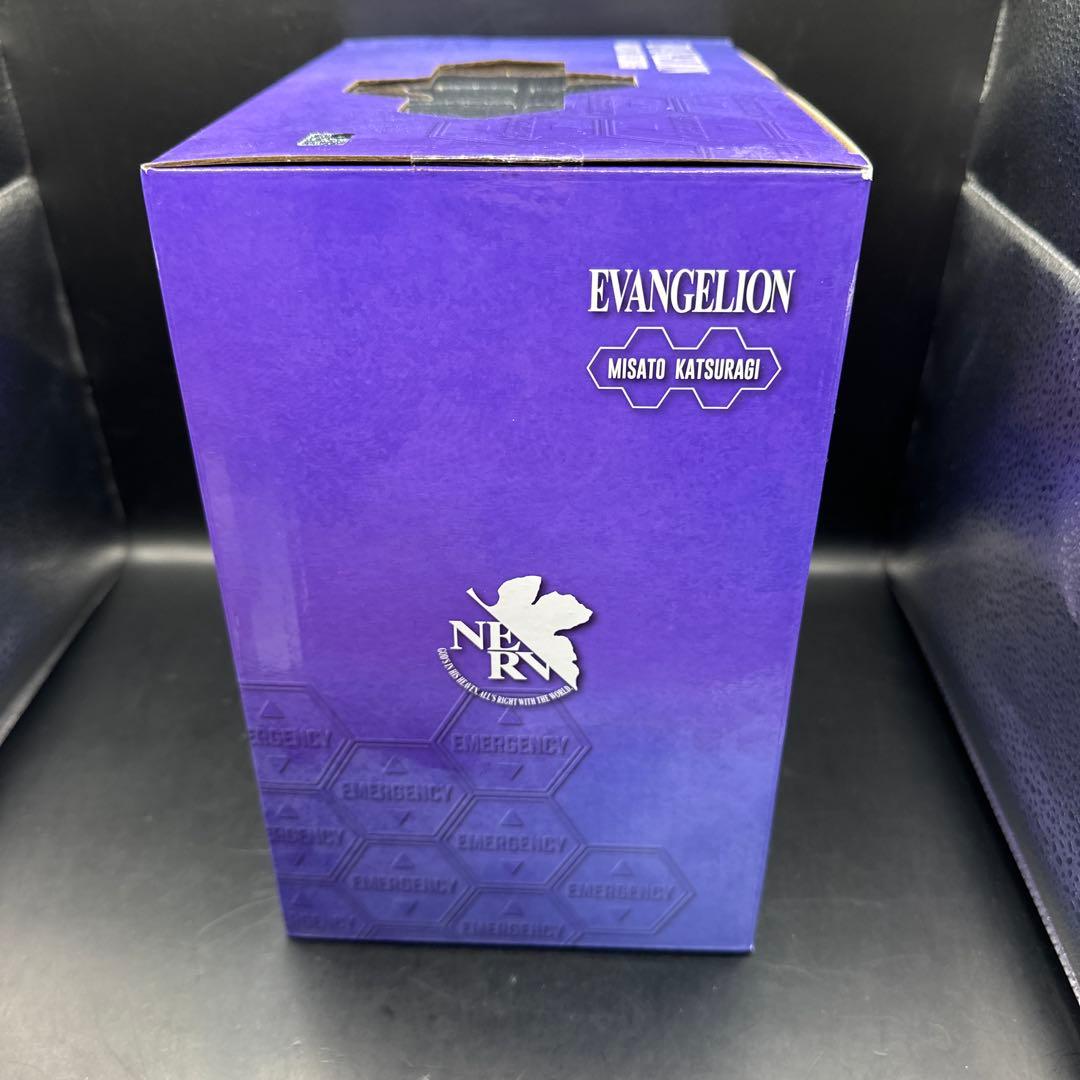 EVANGELION
MISATO KATSURAGI
NERV
GOD'S IN HIS HEAVEN, ALL'S RIGHT WITH THE WORLD.
EMERGENCY
ERGENCY
EMERGENCY
EMERGENCY
EMERGENCY
EMERGENCY
EMERGENCY